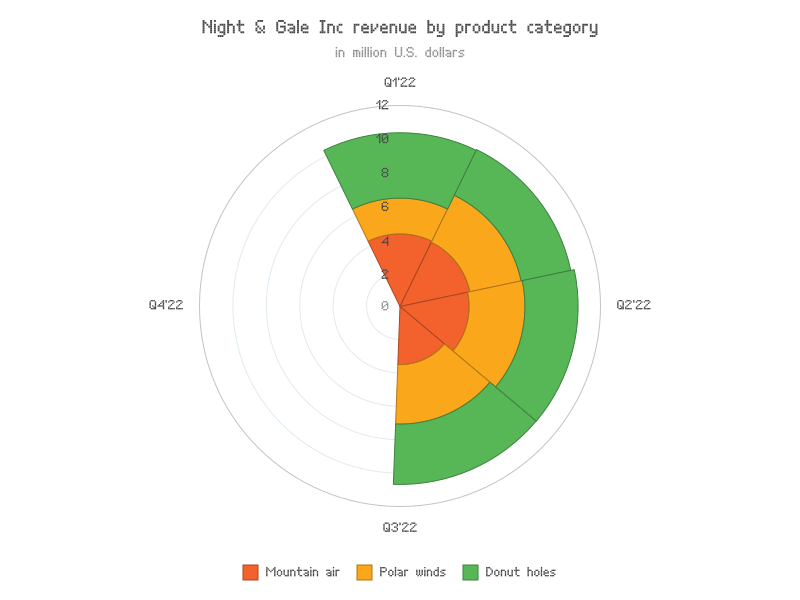 Night & Gale Inc revenue by product category
in million U.S. dollars
Q1'22
12
10
8
6
4
2
0
Q4'22
Q2'22
Q3'22
Mountain air
Polar winds
Donut holes